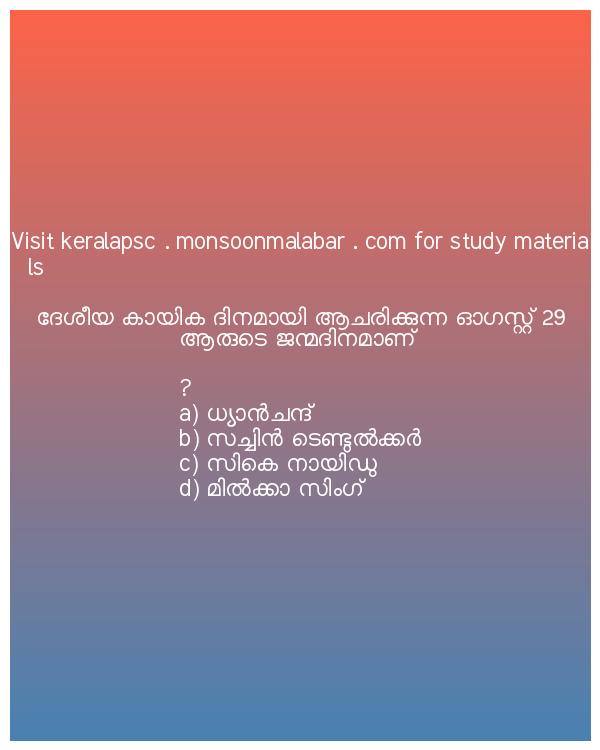 Visit keralapsc . monsoonmalabar . com for study materia
ls
ദേശീയ കായിക ദിനമായി ആചരിക്കുന്ന ഓഗസ്റ്റ് 29
ആരുടെ ജന്മദിനമാണ്
?
a) ധ്യാൻചന്ദ്
b) സച്ചിൻ ടെണ്ടുൽക്കർ
c) സികെ നായിഡു
d) മിൽക്കാ സിംഗ്